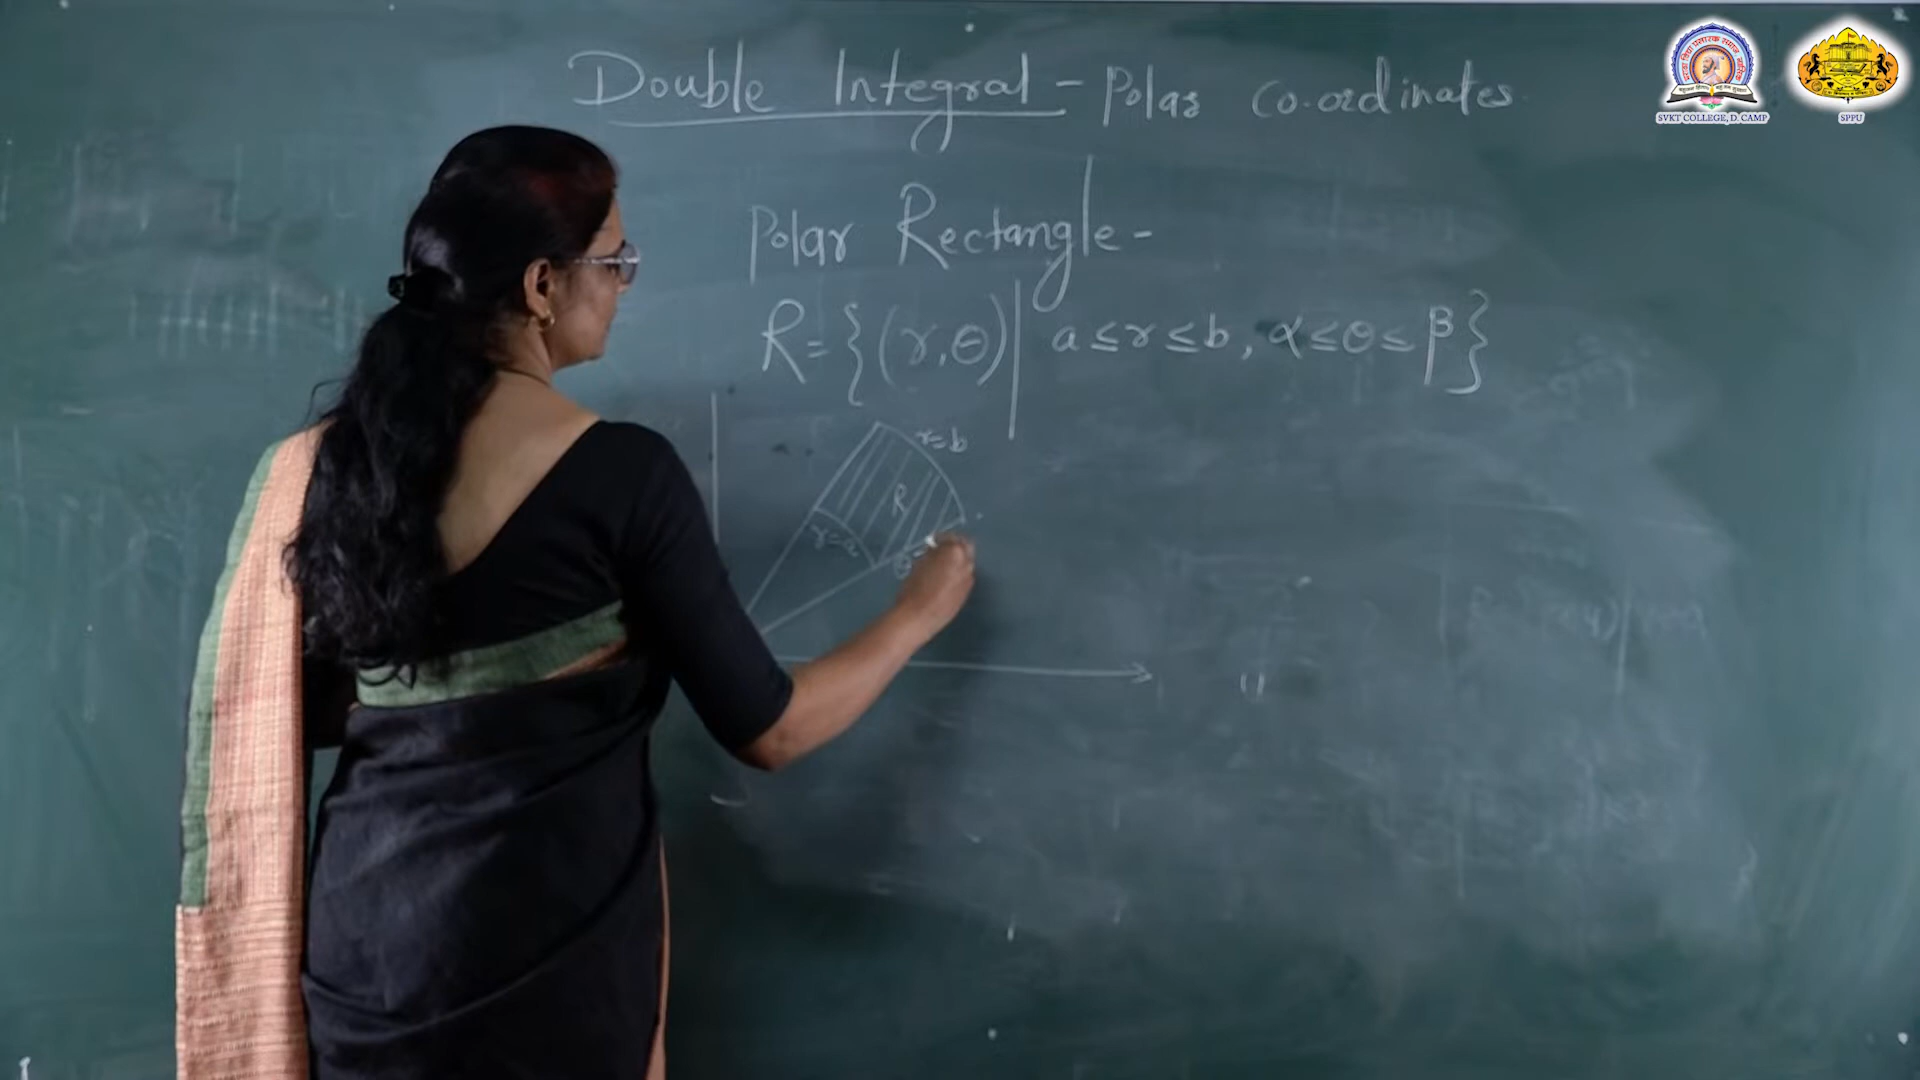 Double Integral - Polar Co-ordinates
Polar Rectangle -
R = {(r, θ) | a ≤ r ≤ b, α ≤ θ ≤ β}
r = b
R
r = a
θ =
SVKT COLLEGE, D. CAMP
SPPU